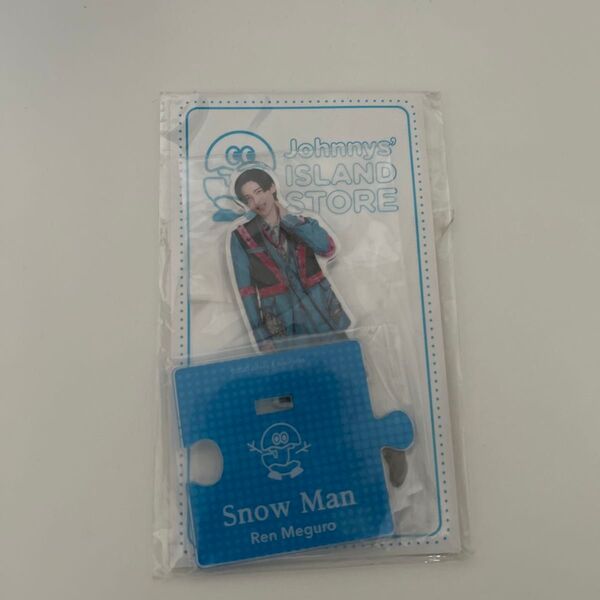 Johnnys'
ISLAND
STORE
Snow Man
Ren Meguro